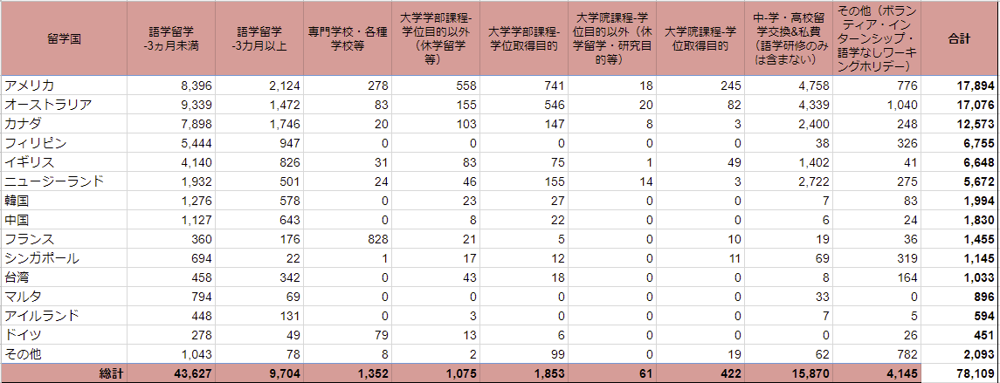 留学国 語学留学-3ヵ月未満 語学留学-3カ月以上 専門学校・各種学校等 大学学部課程-学位目的以外（休学留学等） 大学学部課程-学位取得目的 大学院課程-学位目的以外（休学留学・研究目的等） 大学院課程-学位取得目的 中-学・高校留学交換&私費（語学研修のみは含まない） その他（ボランティア・インターンシップ・語学なしワーキングホリデー） 合計
アメリカ 8,396 2,124 278 558 741 18 245 4,758 776 17,894
オーストラリア 9,339 1,472 83 155 546 20 82 4,339 1,040 17,076
カナダ 7,898 1,746 20 103 147 8 3 2,400 248 12,573
フィリピン 5,444 947 0 0 0 0 0 38 326 6,755
イギリス 4,140 826 31 83 75 1 49 1,402 41 6,648
ニュージーランド 1,932 501 24 46 155 14 3 2,722 275 5,672
韓国 1,276 578 0 23 27 0 0 7 83 1,994
中国 1,127 643 0 8 22 0 0 6 24 1,830
フランス 360 176 828 21 5 0 10 19 36 1,455
シンガポール 694 22 1 17 12 0 11 69 319 1,145
台湾 458 342 0 43 18 0 0 8 164 1,033
マルタ 794 69 0 0 0 0 0 33 0 896
アイルランド 448 131 0 3 0 0 0 7 5 594
ドイツ 278 49 79 13 6 0 0 0 26 451
その他 1,043 78 8 2 99 0 19 62 782 2,093
総計 43,627 9,704 1,352 1,075 1,853 61 422 15,870 4,145 78,109